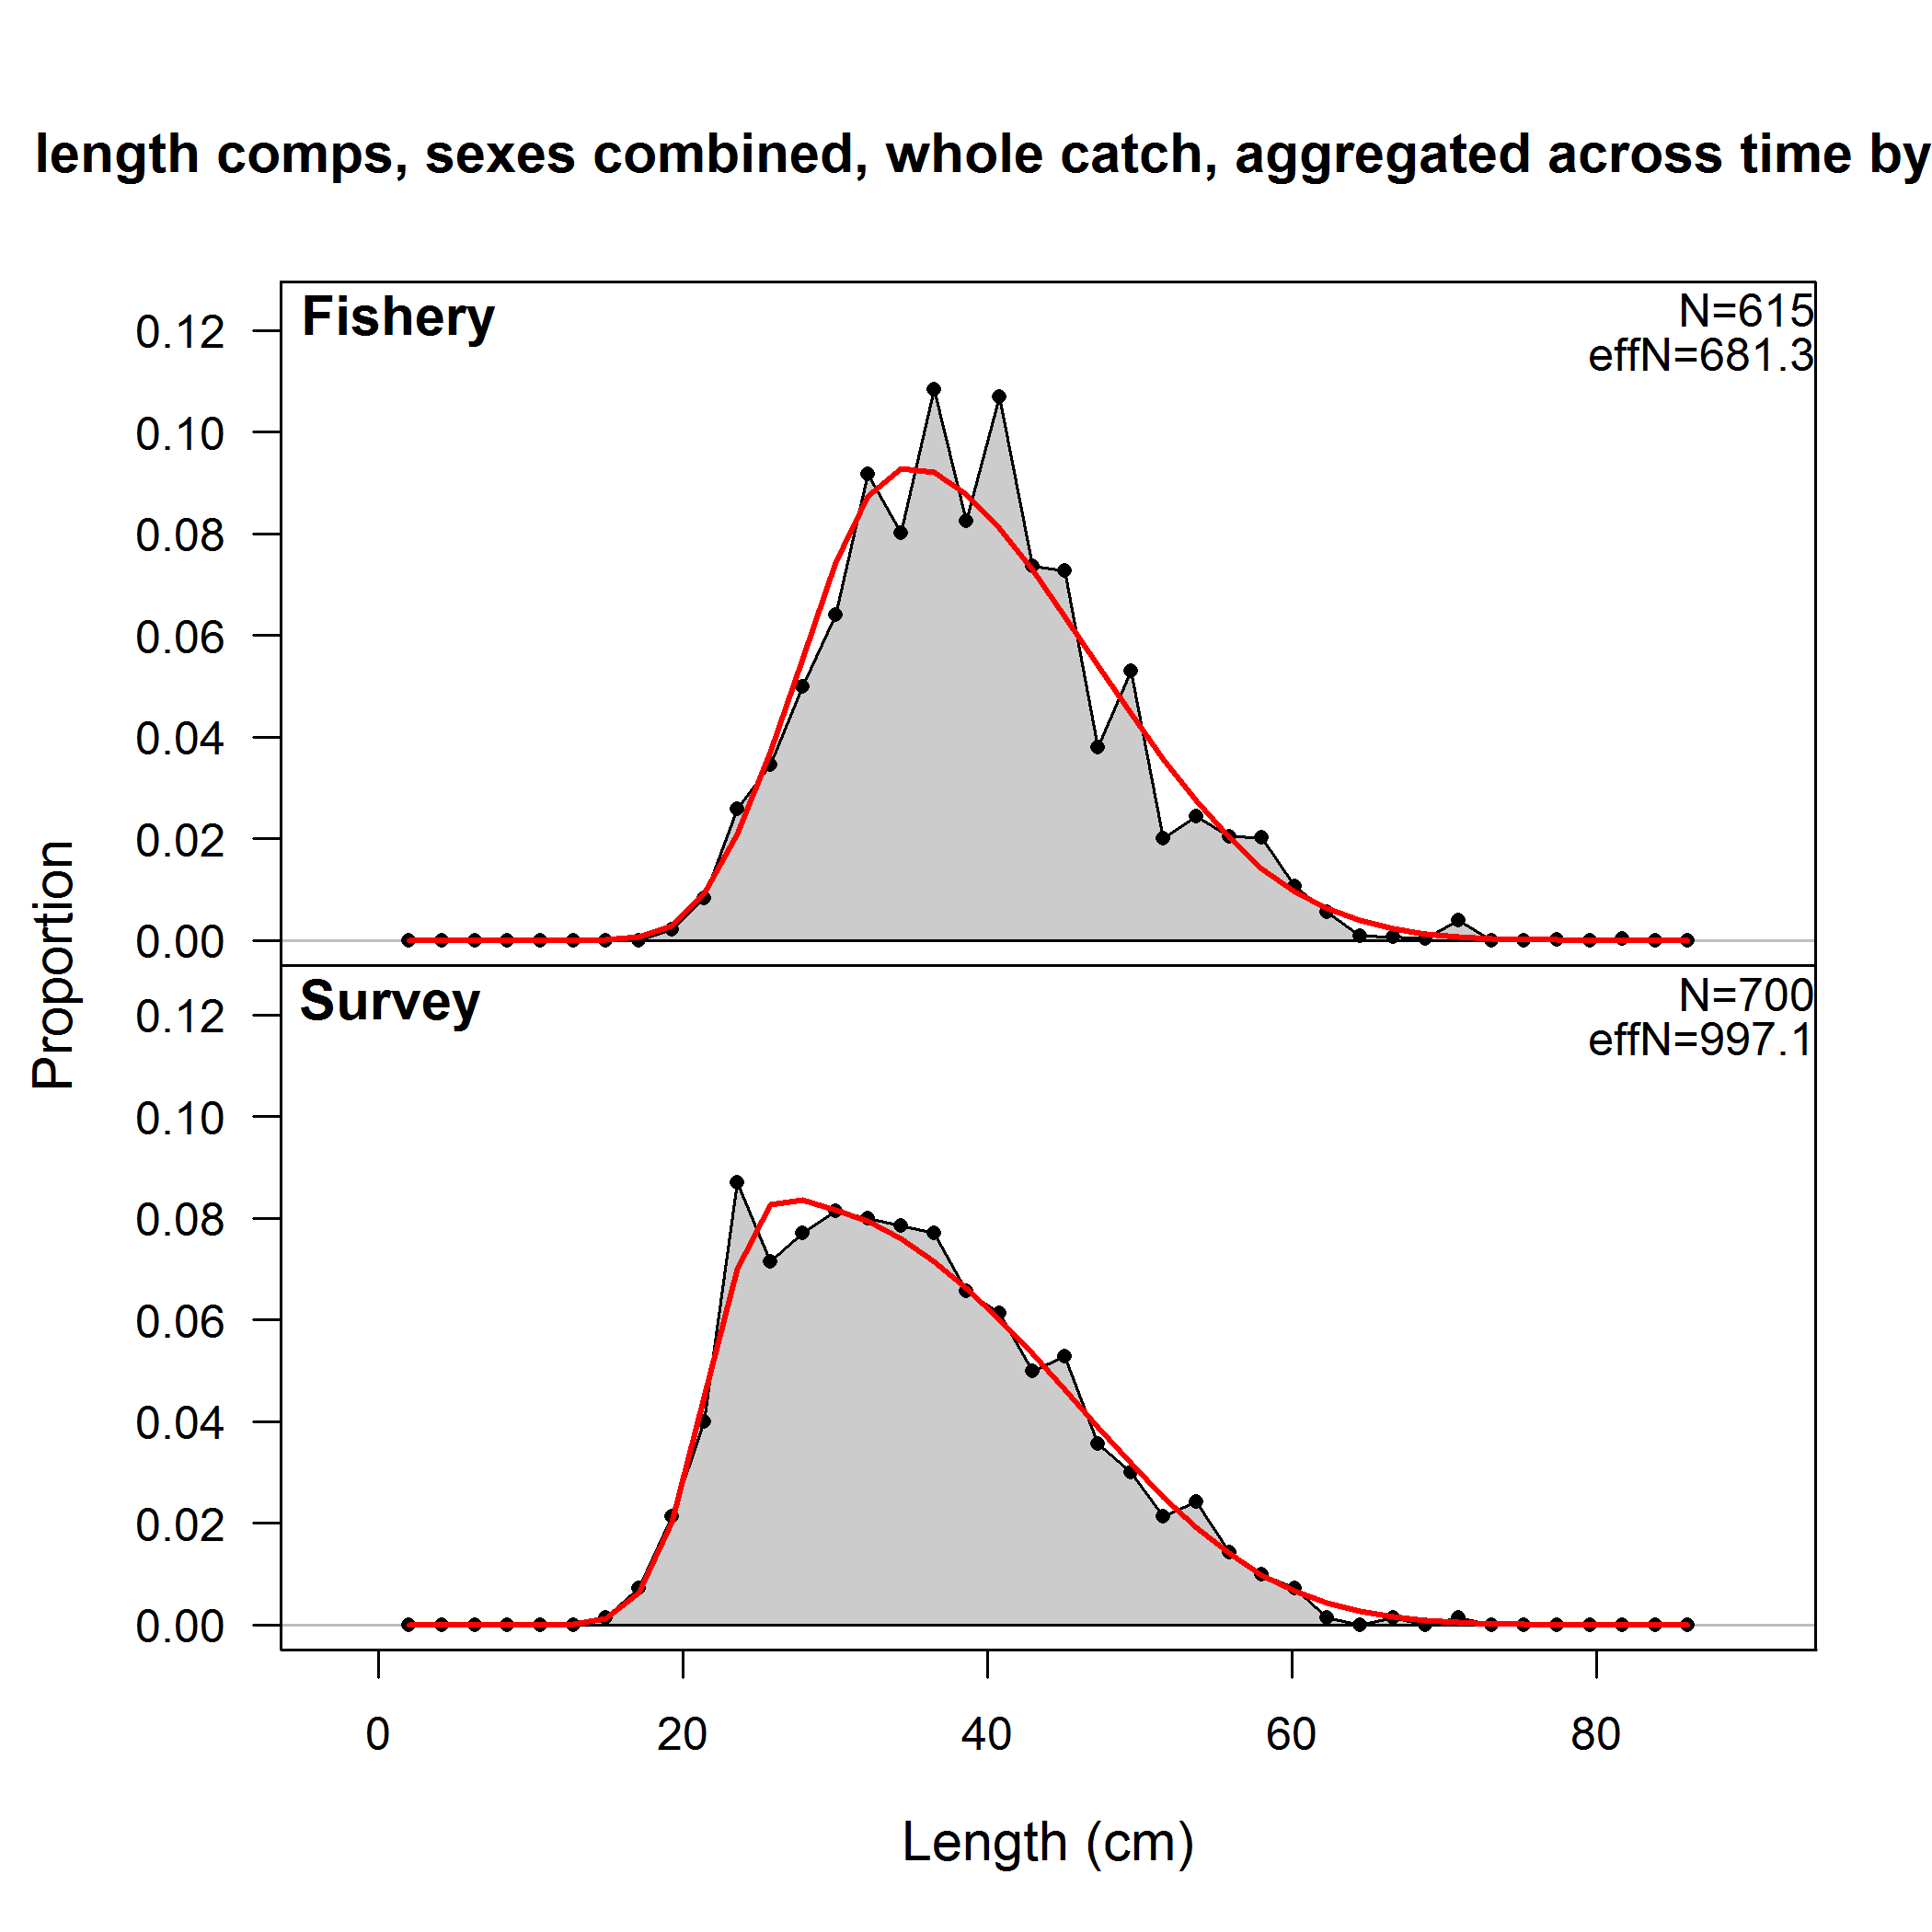 length comps, sexes combined, whole catch, aggregated across time by
Fishery
N=615
effN=681.3
0.12
0.10
0.08
0.06
0.04
0.02
0.00
Proportion
Survey
N=700
effN=997.1
0.12
0.10
0.08
0.06
0.04
0.02
0.00
0 20 40 60 80
Length (cm)